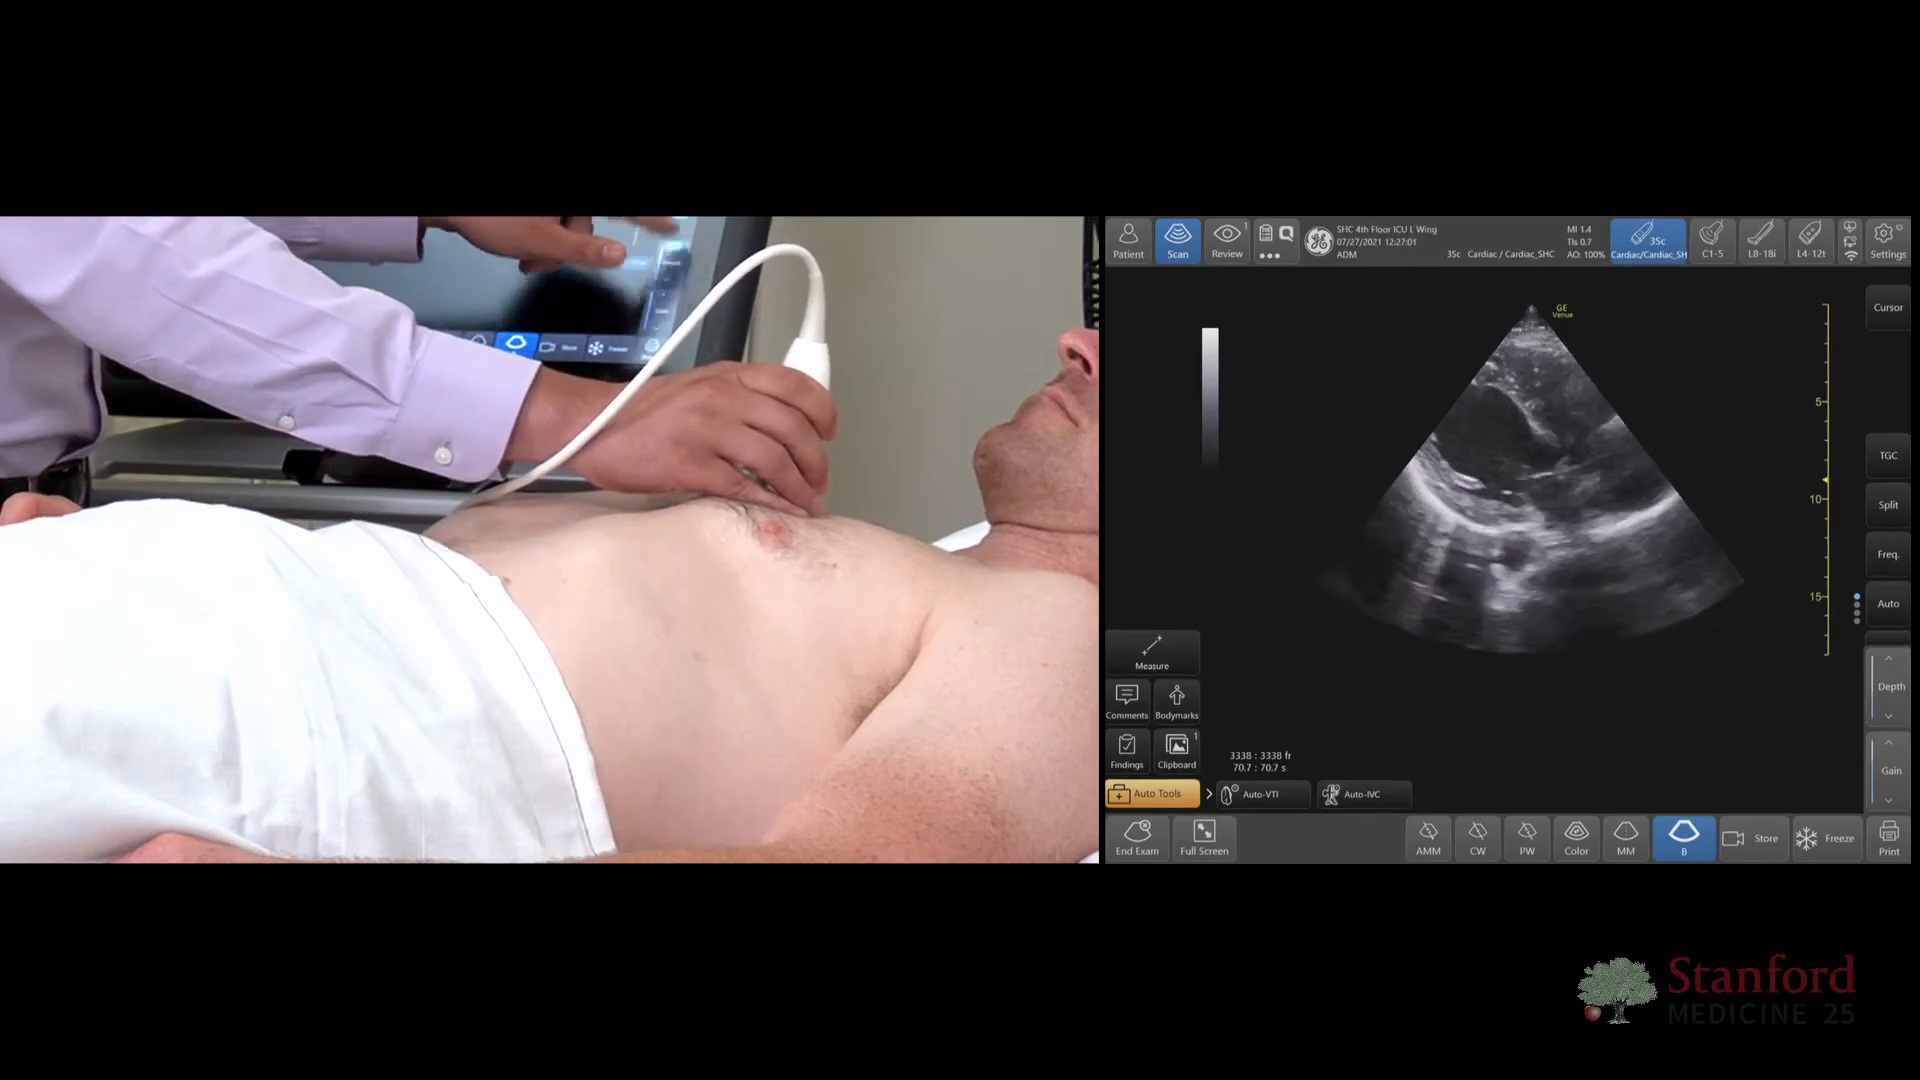 Patient
Scan
Review
1
SHC 4th Floor ICU L Wing
07/27/2021 12:27:01
ADM
3Sc Cardiac / Cardiac_SHC
MI 1.4
TIs 0.7
AO: 100%
3Sc
Cardiac/Cardiac_SH
C1-5
L8-18i
L4-12t
Settings
GE
Venue
Cursor
5
10
15
TGC
Split
Freq.
Auto
Depth
Gain
Measure
Comments
Bodymarks
Findings
Clipboard
1
3338 : 3338 fr
70.7 : 70.7 s
Auto Tools
Auto-VTI
Auto-IVC
End Exam
Full Screen
AMM
CW
PW
Color
MM
B
Store
Freeze
Print
Stanford
MEDICINE 25